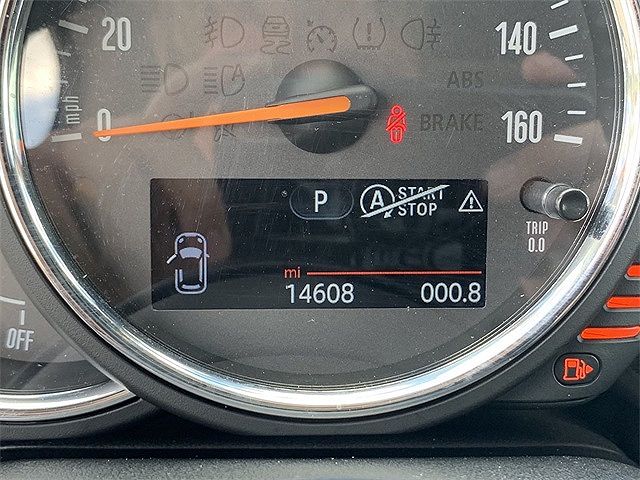 20
140
mph
0
ABS
BRAKE
160
P
A START STOP
TRIP
0.0
mi
14608 000.8
OFF